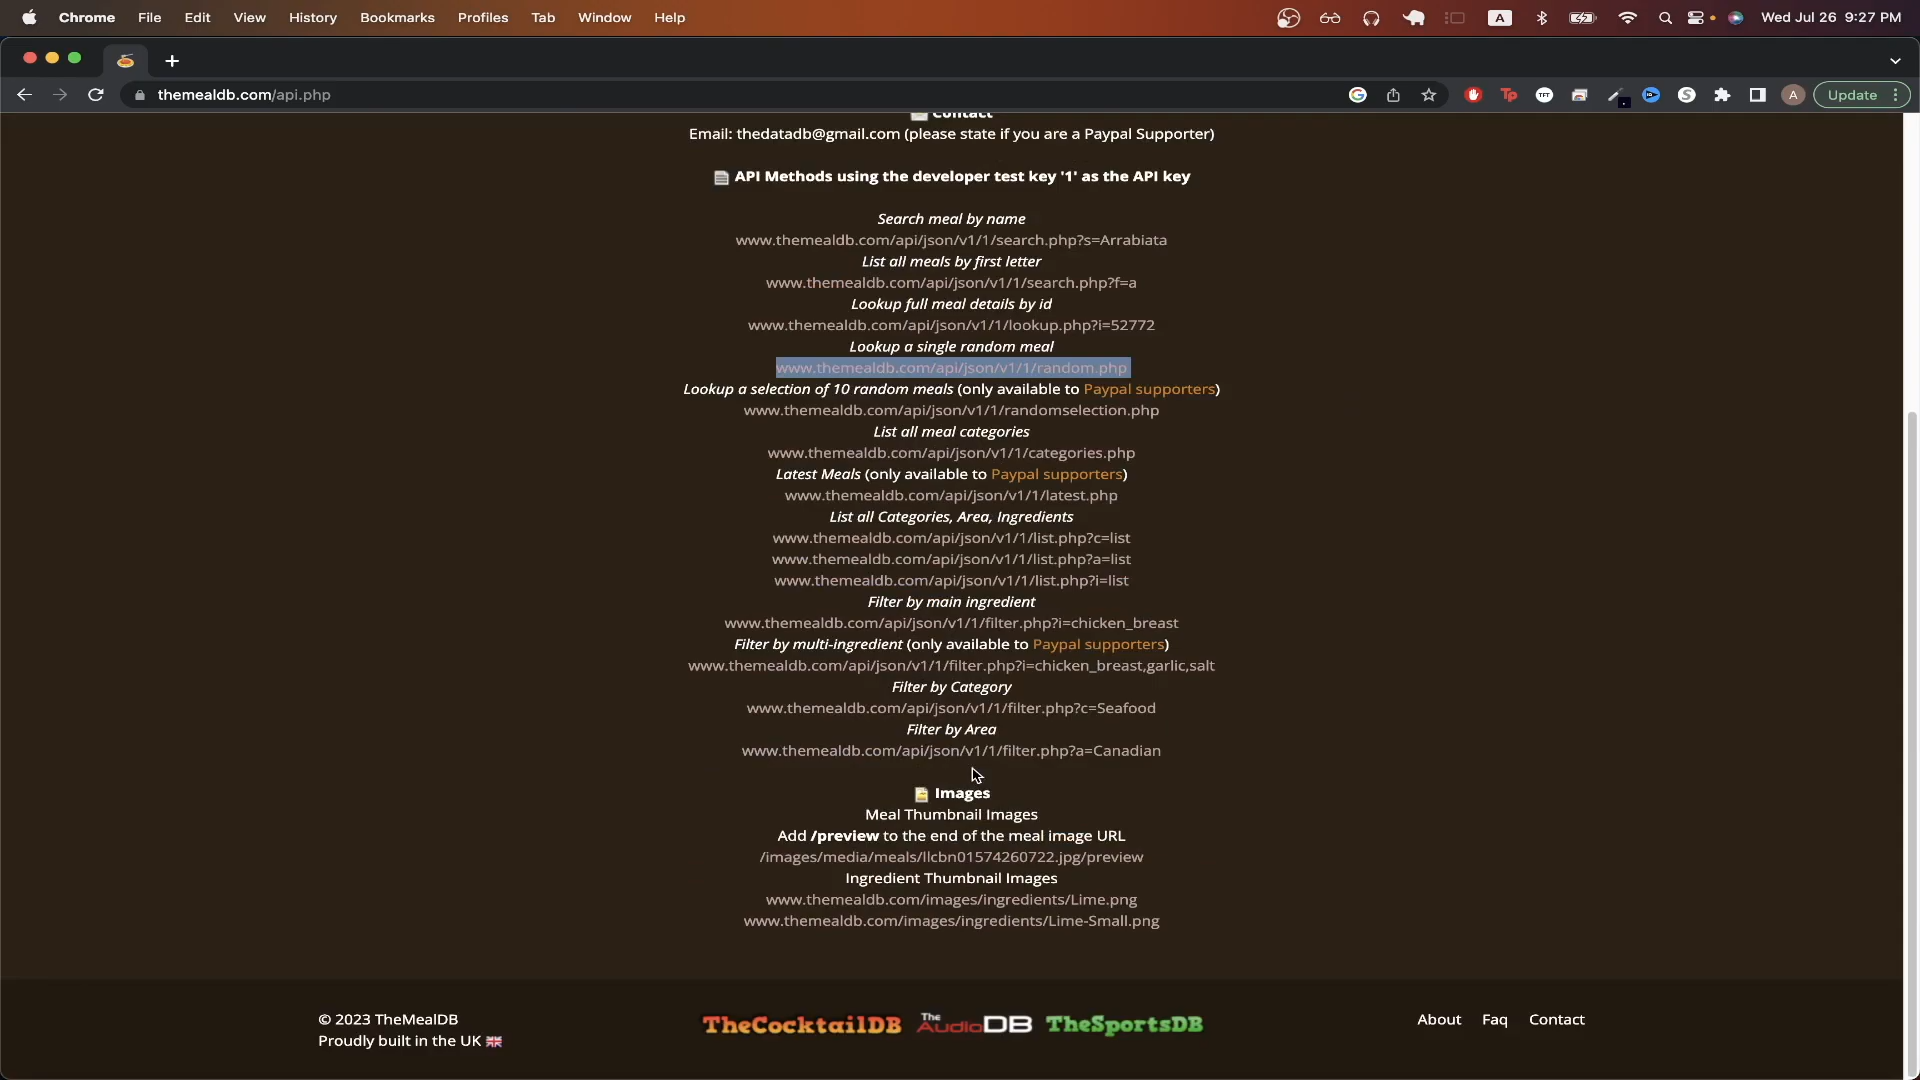 Chrome File Edit View History Bookmarks Profiles Tab Window Help A Wed Jul 26 9:27 PM
themealdb.com/api.php Tp TFT S A Update
Contact
Email: thedatadb@gmail.com (please state if you are a Paypal Supporter)
API Methods using the developer test key '1' as the API key
Search meal by name
www.themealdb.com/api/json/v1/1/search.php?s=Arrabiata
List all meals by first letter
www.themealdb.com/api/json/v1/1/search.php?f=a
Lookup full meal details by id
www.themealdb.com/api/json/v1/1/lookup.php?i=52772
Lookup a single random meal
www.themealdb.com/api/json/v1/1/random.php
Lookup a selection of 10 random meals (only available to Paypal supporters)
www.themealdb.com/api/json/v1/1/randomselection.php
List all meal categories
www.themealdb.com/api/json/v1/1/categories.php
Latest Meals (only available to Paypal supporters)
www.themealdb.com/api/json/v1/1/latest.php
List all Categories, Area, Ingredients
www.themealdb.com/api/json/v1/1/list.php?c=list
www.themealdb.com/api/json/v1/1/list.php?a=list
www.themealdb.com/api/json/v1/1/list.php?i=list
Filter by main ingredient
www.themealdb.com/api/json/v1/1/filter.php?i=chicken_breast
Filter by multi-ingredient (only available to Paypal supporters)
www.themealdb.com/api/json/v1/1/filter.php?i=chicken_breast,garlic,salt
Filter by Category
www.themealdb.com/api/json/v1/1/filter.php?c=Seafood
Filter by Area
www.themealdb.com/api/json/v1/1/filter.php?a=Canadian
Images
Meal Thumbnail Images
Add /preview to the end of the meal image URL
/images/media/meals/llcbn01574260722.jpg/preview
Ingredient Thumbnail Images
www.themealdb.com/images/ingredients/Lime.png
www.themealdb.com/images/ingredients/Lime-Small.png
© 2023 TheMealDB
Proudly built in the UK
TheCocktailDB The AudioDB TheSportsDB
About Faq Contact